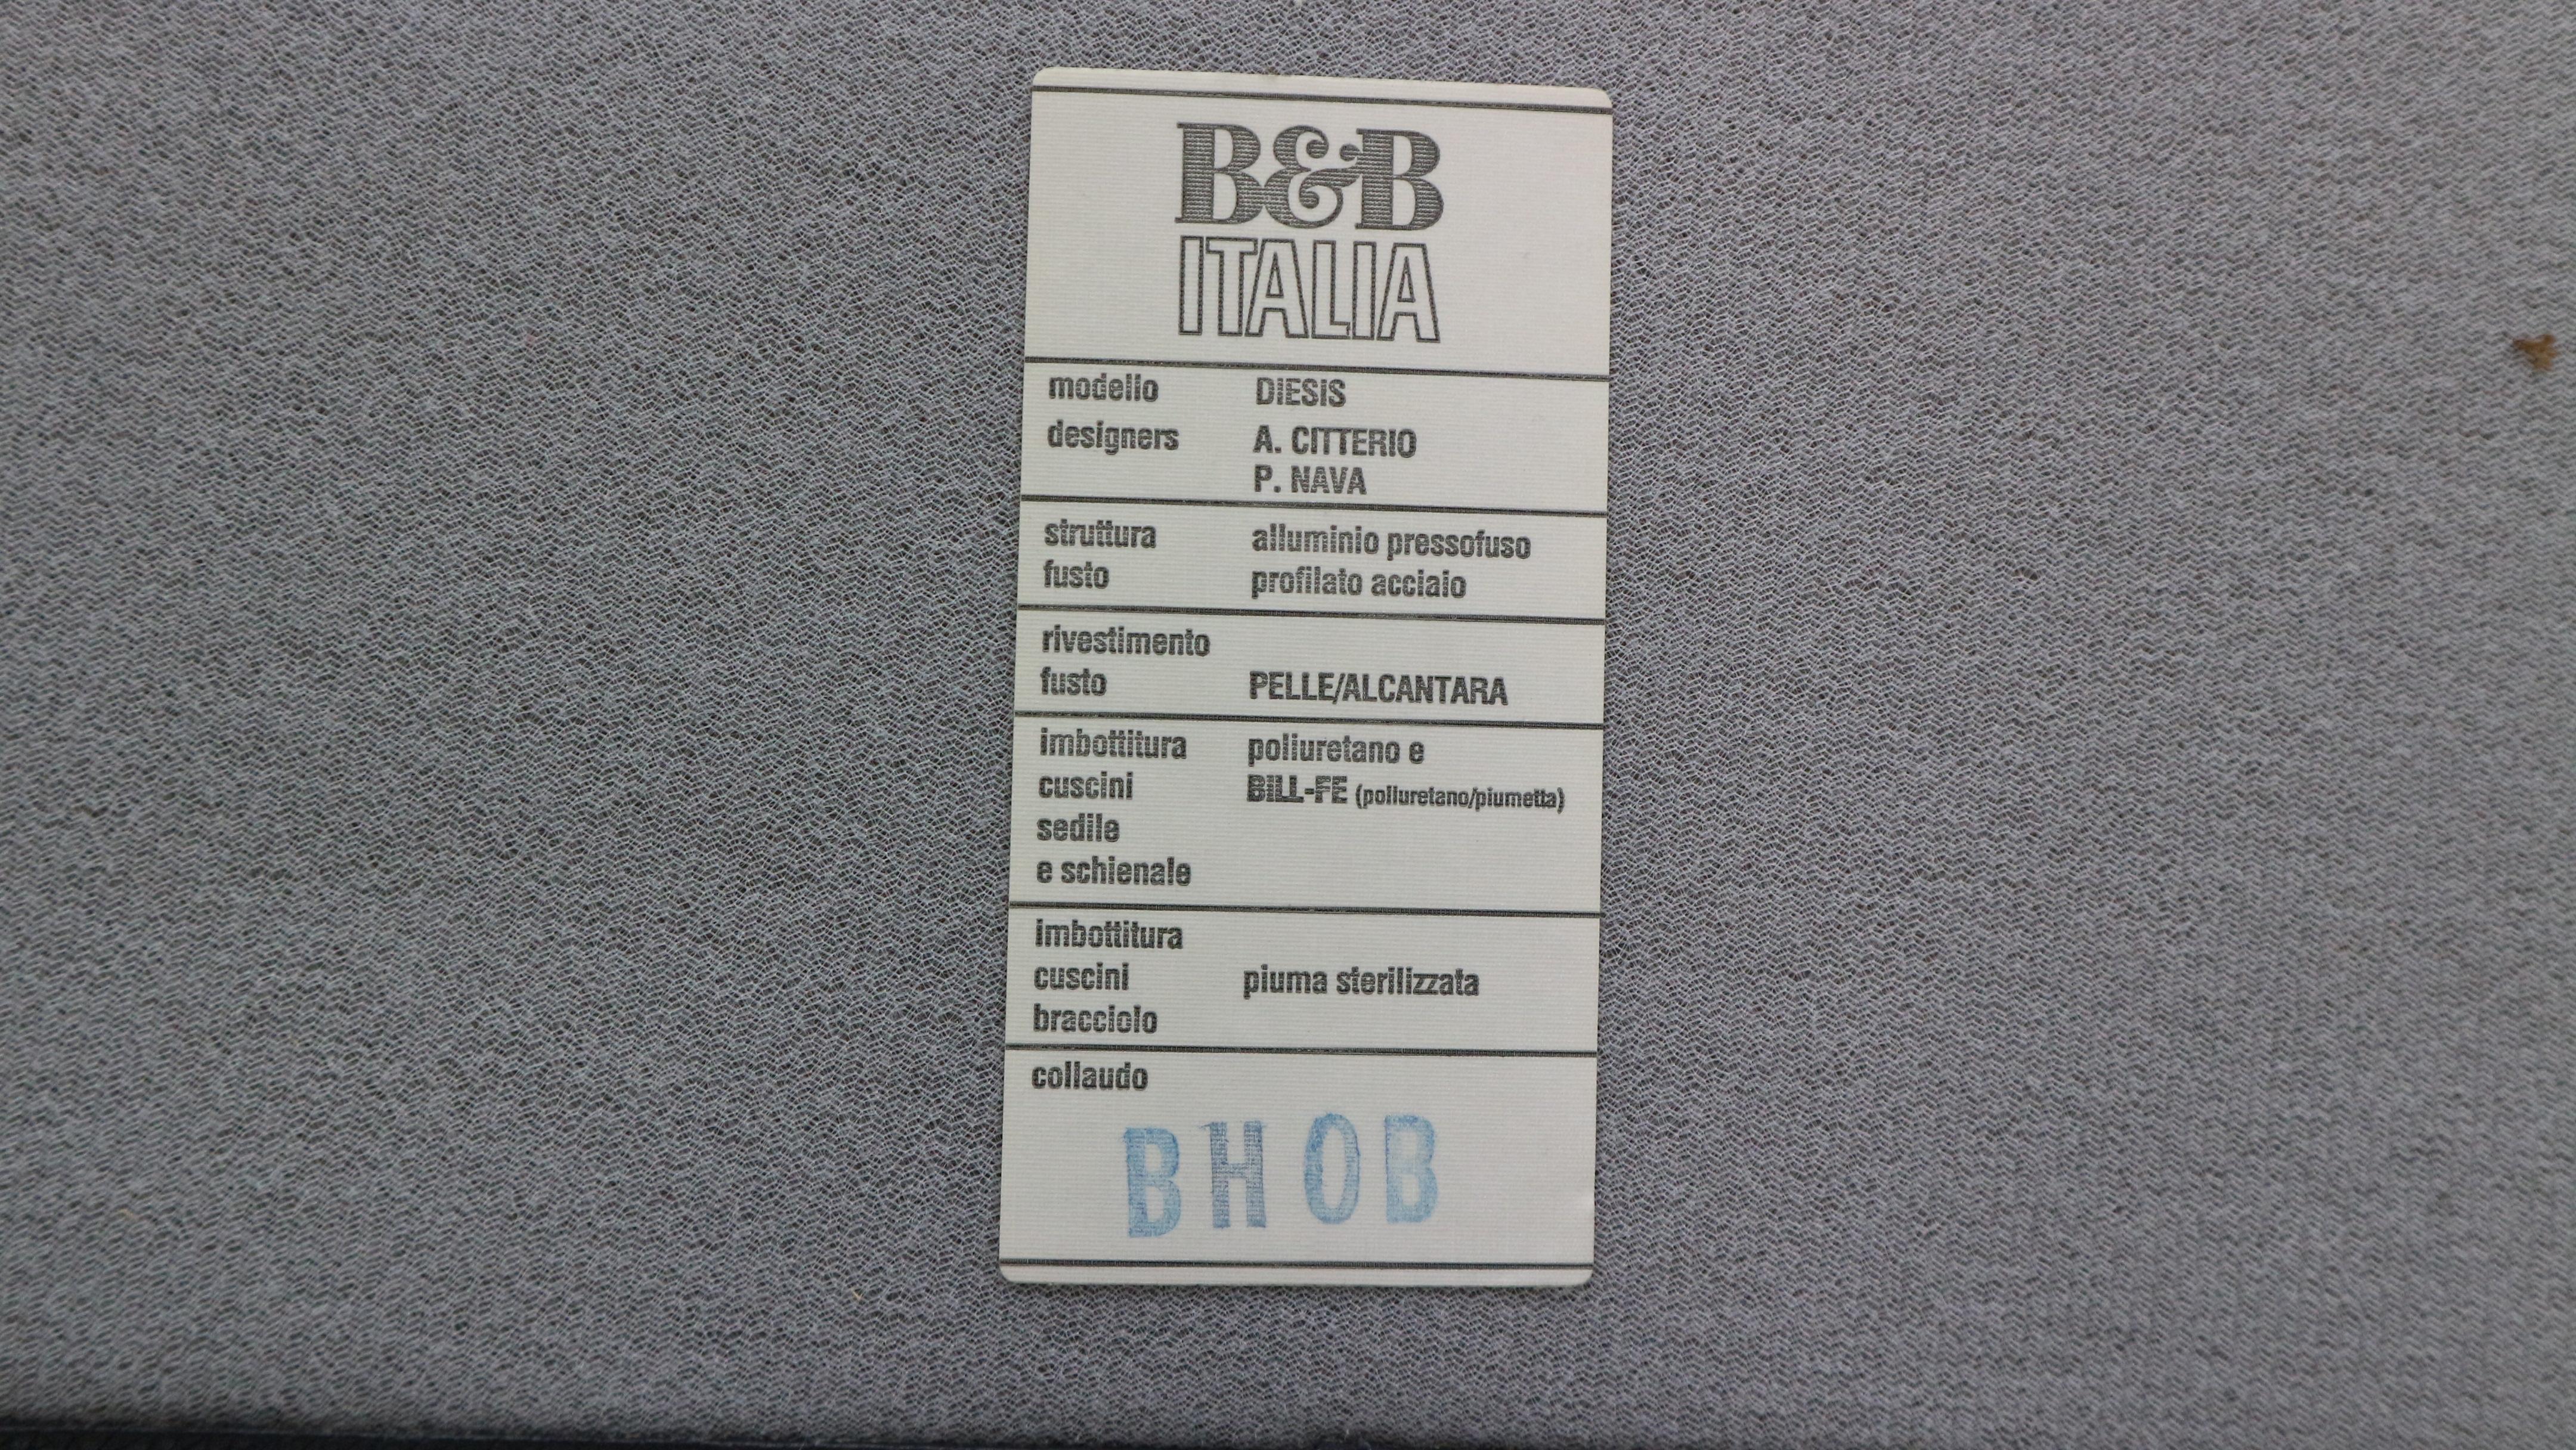 B&B
ITALIA
modello DIESIS
designers A. CITTERIO
P. NAVA
struttura alluminio pressofuso
fusto profilato acciaio
rivestimento
fusto PELLE/ALCANTARA
imbottitura poliuretano e
cuscini BILL-FE (poliuretano/piumetta)
sedile
e schienale
imbottitura
cuscini piuma sterilizzata
bracciolo
collaudo
BHOB